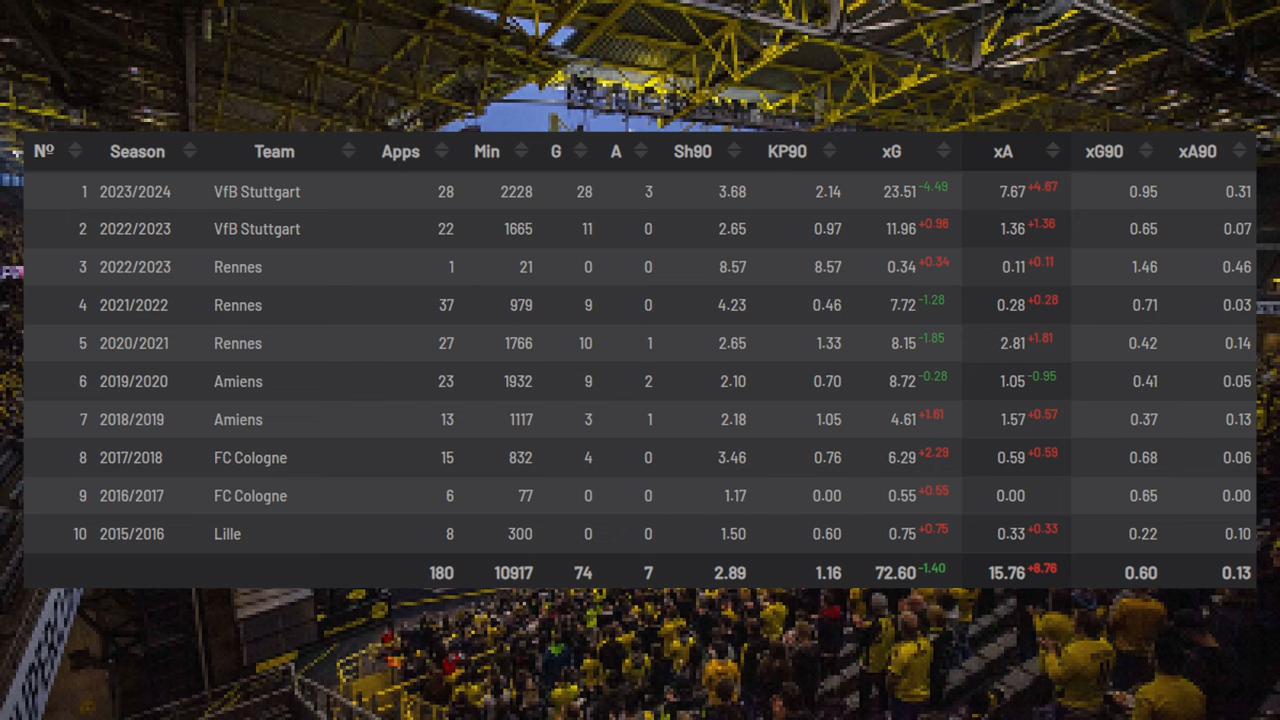 Nº Season Team Apps Min G A Sh90 KP90 xG xA xG90 xA90
1 2023/2024 VfB Stuttgart 28 2228 28 3 3.68 2.14 23.51 -4.49 7.67 +4.67 0.95 0.31
2 2022/2023 VfB Stuttgart 22 1665 11 0 2.65 0.97 11.96 +0.96 1.36 +1.36 0.65 0.07
3 2022/2023 Rennes 1 21 0 0 8.57 8.57 0.34 +0.34 0.11 +0.11 1.46 0.46
4 2021/2022 Rennes 37 979 9 0 4.23 0.46 7.72 -1.28 0.28 +0.28 0.71 0.03
5 2020/2021 Rennes 27 1766 10 1 2.65 1.33 8.15 -1.85 2.81 +1.81 0.42 0.14
6 2019/2020 Amiens 23 1932 9 2 2.10 0.70 8.72 -0.28 1.05 -0.95 0.41 0.05
7 2018/2019 Amiens 13 1117 3 1 2.18 1.05 4.61 +1.61 1.57 +0.57 0.37 0.13
8 2017/2018 FC Cologne 15 832 4 0 3.46 0.76 6.29 +2.29 0.59 +0.59 0.68 0.06
9 2016/2017 FC Cologne 6 77 0 0 1.17 0.00 0.55 +0.55 0.00 0.65 0.00
10 2015/2016 Lille 8 300 0 0 1.50 0.60 0.75 +0.75 0.33 +0.33 0.22 0.10
180 10917 74 7 2.89 1.16 72.60 -1.40 15.76 +8.76 0.60 0.13